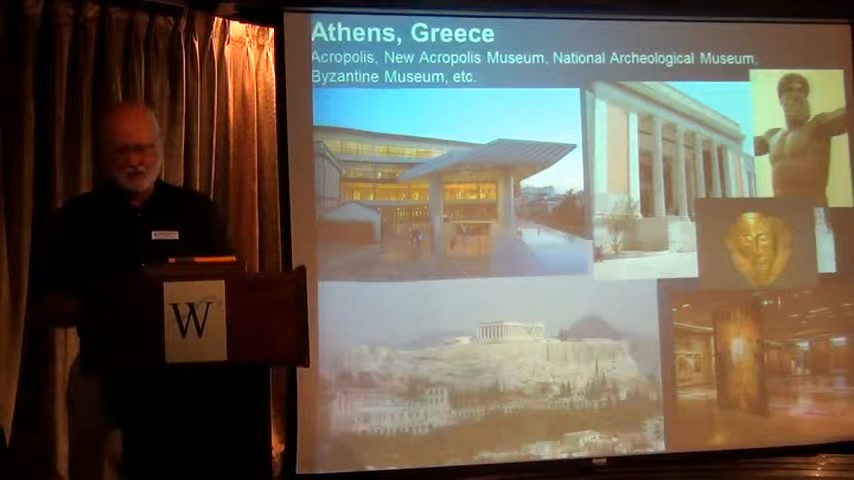 Athens, Greece
Acropolis, New Acropolis Museum, National Archeological Museum,
Byzantine Museum, etc.
W